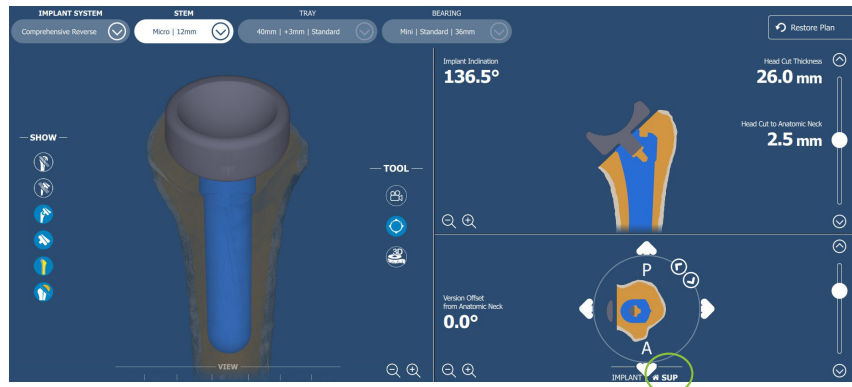 IMPLANT SYSTEM
STEM
TRAY
BEARING
Comprehensive Reverse
Micro | 12mm
40mm | +3mm | Standard
Mini | Standard | 36mm
Restore Plan
SHOW
TOOL
3D
VIEW
Implant Indination
136.5°
Head Cut Thickness
26.0 mm
Head Cut to Anatomic Neck
2.5 mm
Version Offset
from Anatomic Neck
0.0°
P
A
IMPLANT
SUP